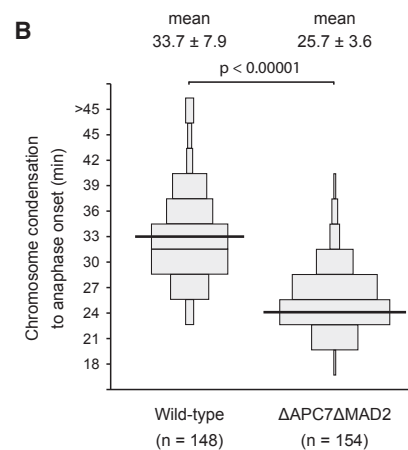 B
mean
33.7 ± 7.9
mean
25.7 ± 3.6
p < 0.00001
Chromosome condensation
to anaphase onset (min)
>45
45
42
39
36
33
30
27
24
21
18
Wild-type
(n = 148)
ΔAPC7ΔMAD2
(n = 154)